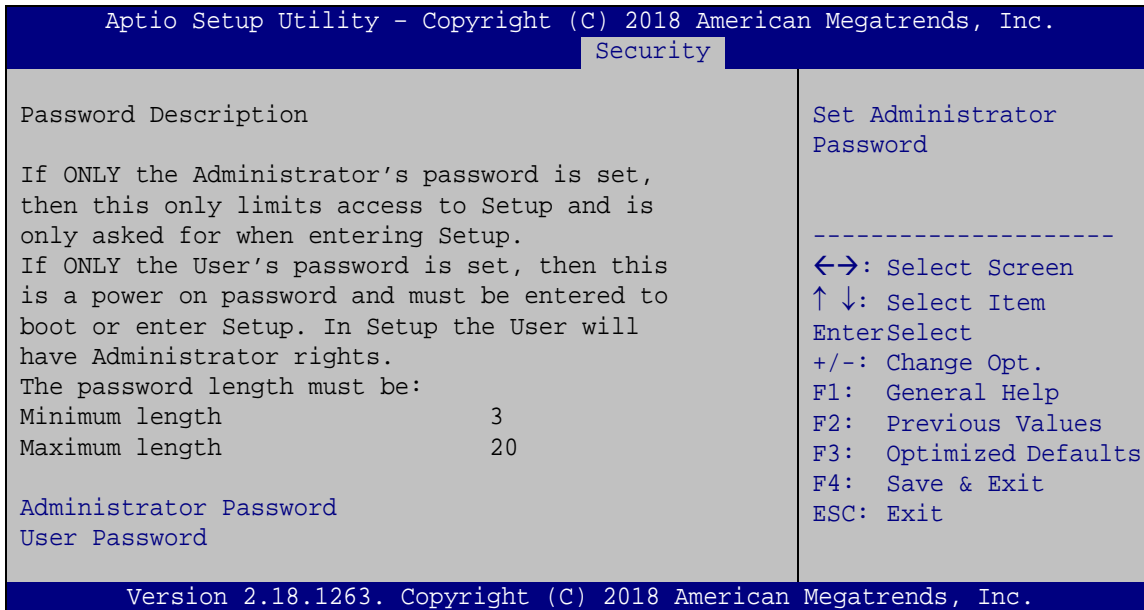 Aptio Setup Utility – Copyright (C) 2018 American Megatrends, Inc.
Security
Password Description
If ONLY the Administrator’s password is set,
then this only limits access to Setup and is
only asked for when entering Setup.
If ONLY the User’s password is set, then this
is a power on password and must be entered to
boot or enter Setup. In Setup the User will
have Administrator rights.
The password length must be:
Minimum length 3
Maximum length 20
Administrator Password
User Password
Set Administrator
Password
---------------------
←→: Select Screen
↑ ↓: Select Item
EnterSelect
+/-: Change Opt.
F1: General Help
F2: Previous Values
F3: Optimized Defaults
F4: Save & Exit
ESC: Exit
Version 2.18.1263. Copyright (C) 2018 American Megatrends, Inc.